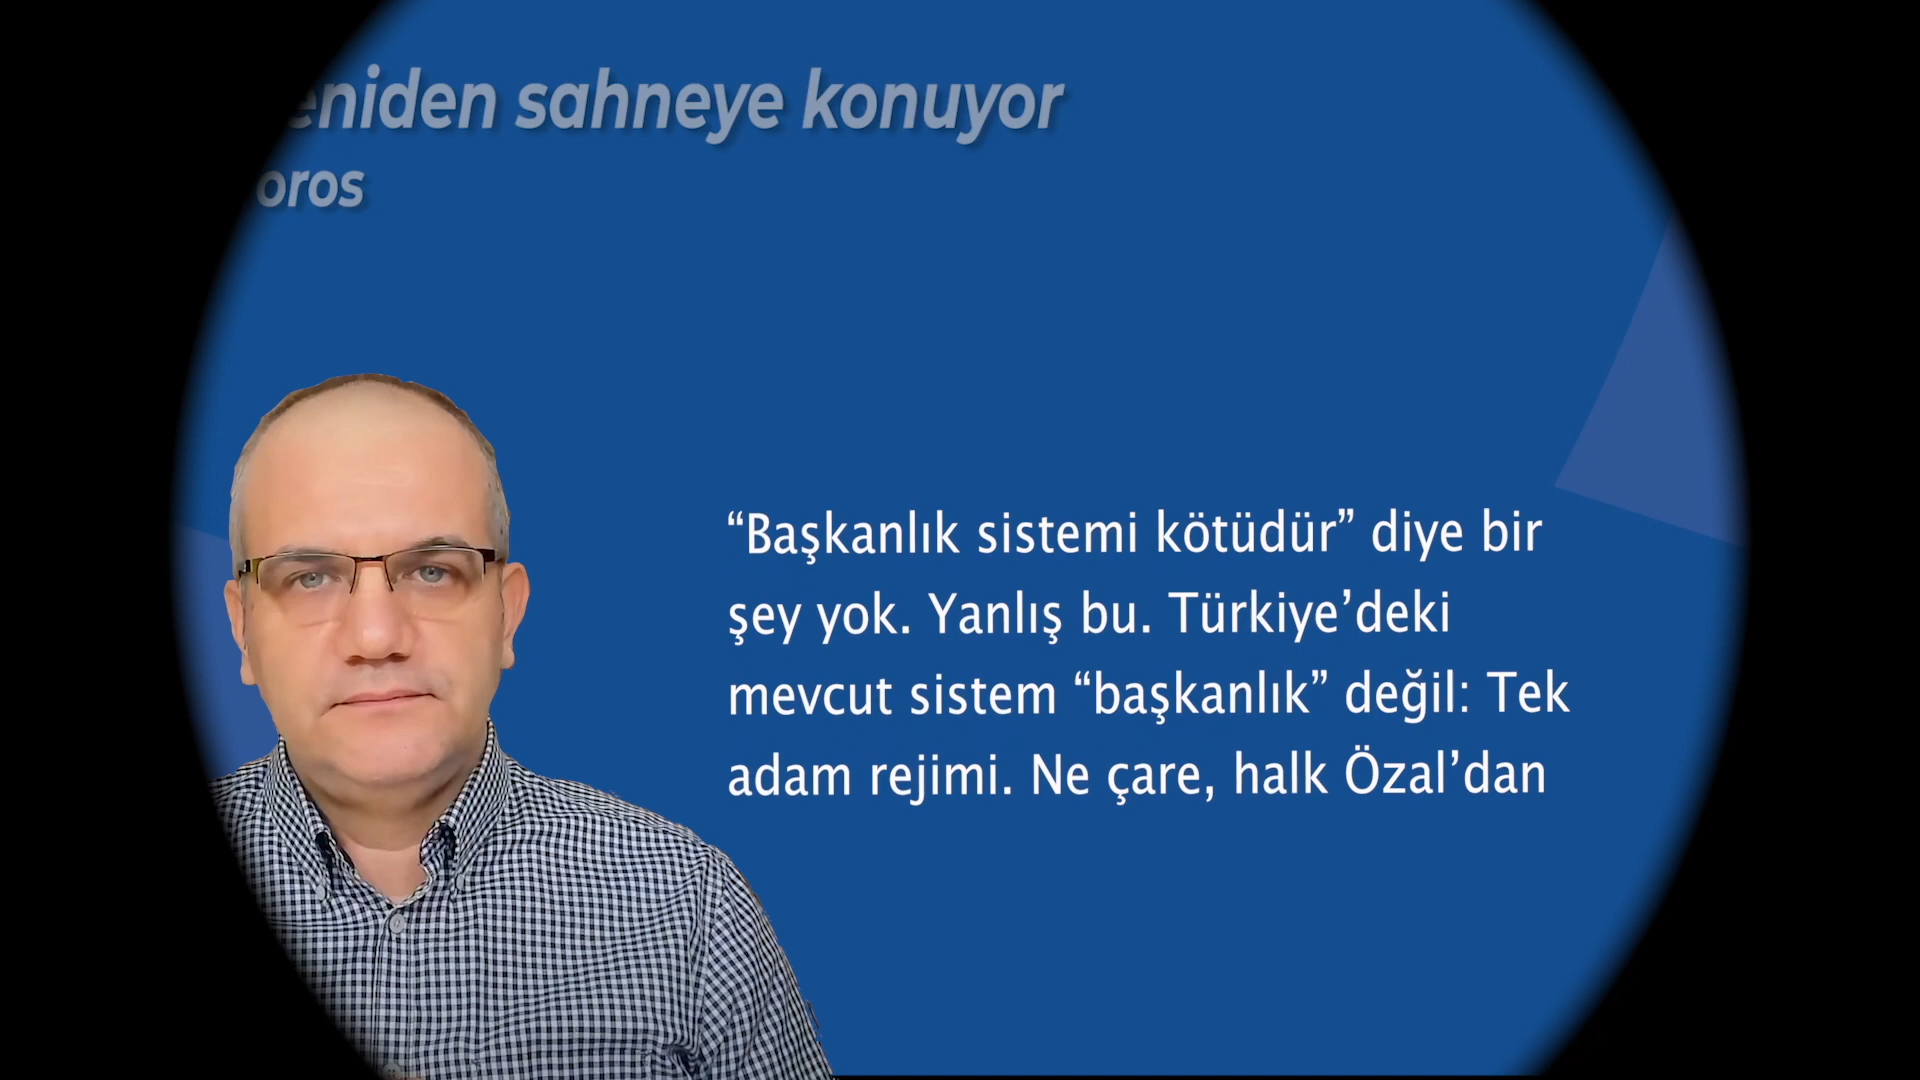 eniden sahneye konuyor
oros
“Başkanlık sistemi kötüdür” diye bir
şey yok. Yanlış bu. Türkiye’deki
mevcut sistem “başkanlık” değil: Tek
adam rejimi. Ne çare, halk Özal’dan